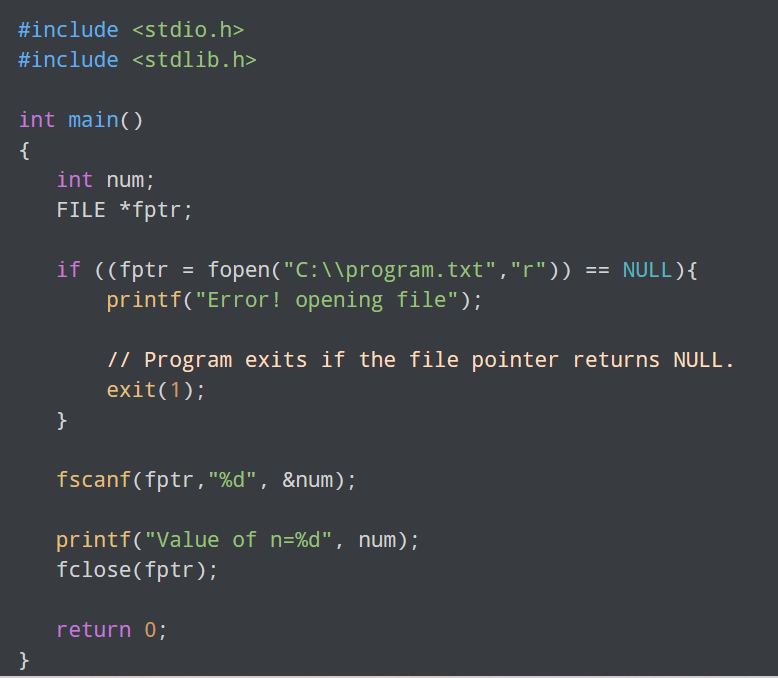 #include <stdio.h>
#include <stdlib.h>
int main()
{
int num;
FILE *fptr;
if ((fptr = fopen("C:\\program.txt","r")) == NULL){
printf("Error! opening file");
// Program exits if the file pointer returns NULL.
exit(1);
}
fscanf(fptr,"%d", &num);
printf("Value of n=%d", num);
fclose(fptr);
return 0;
}